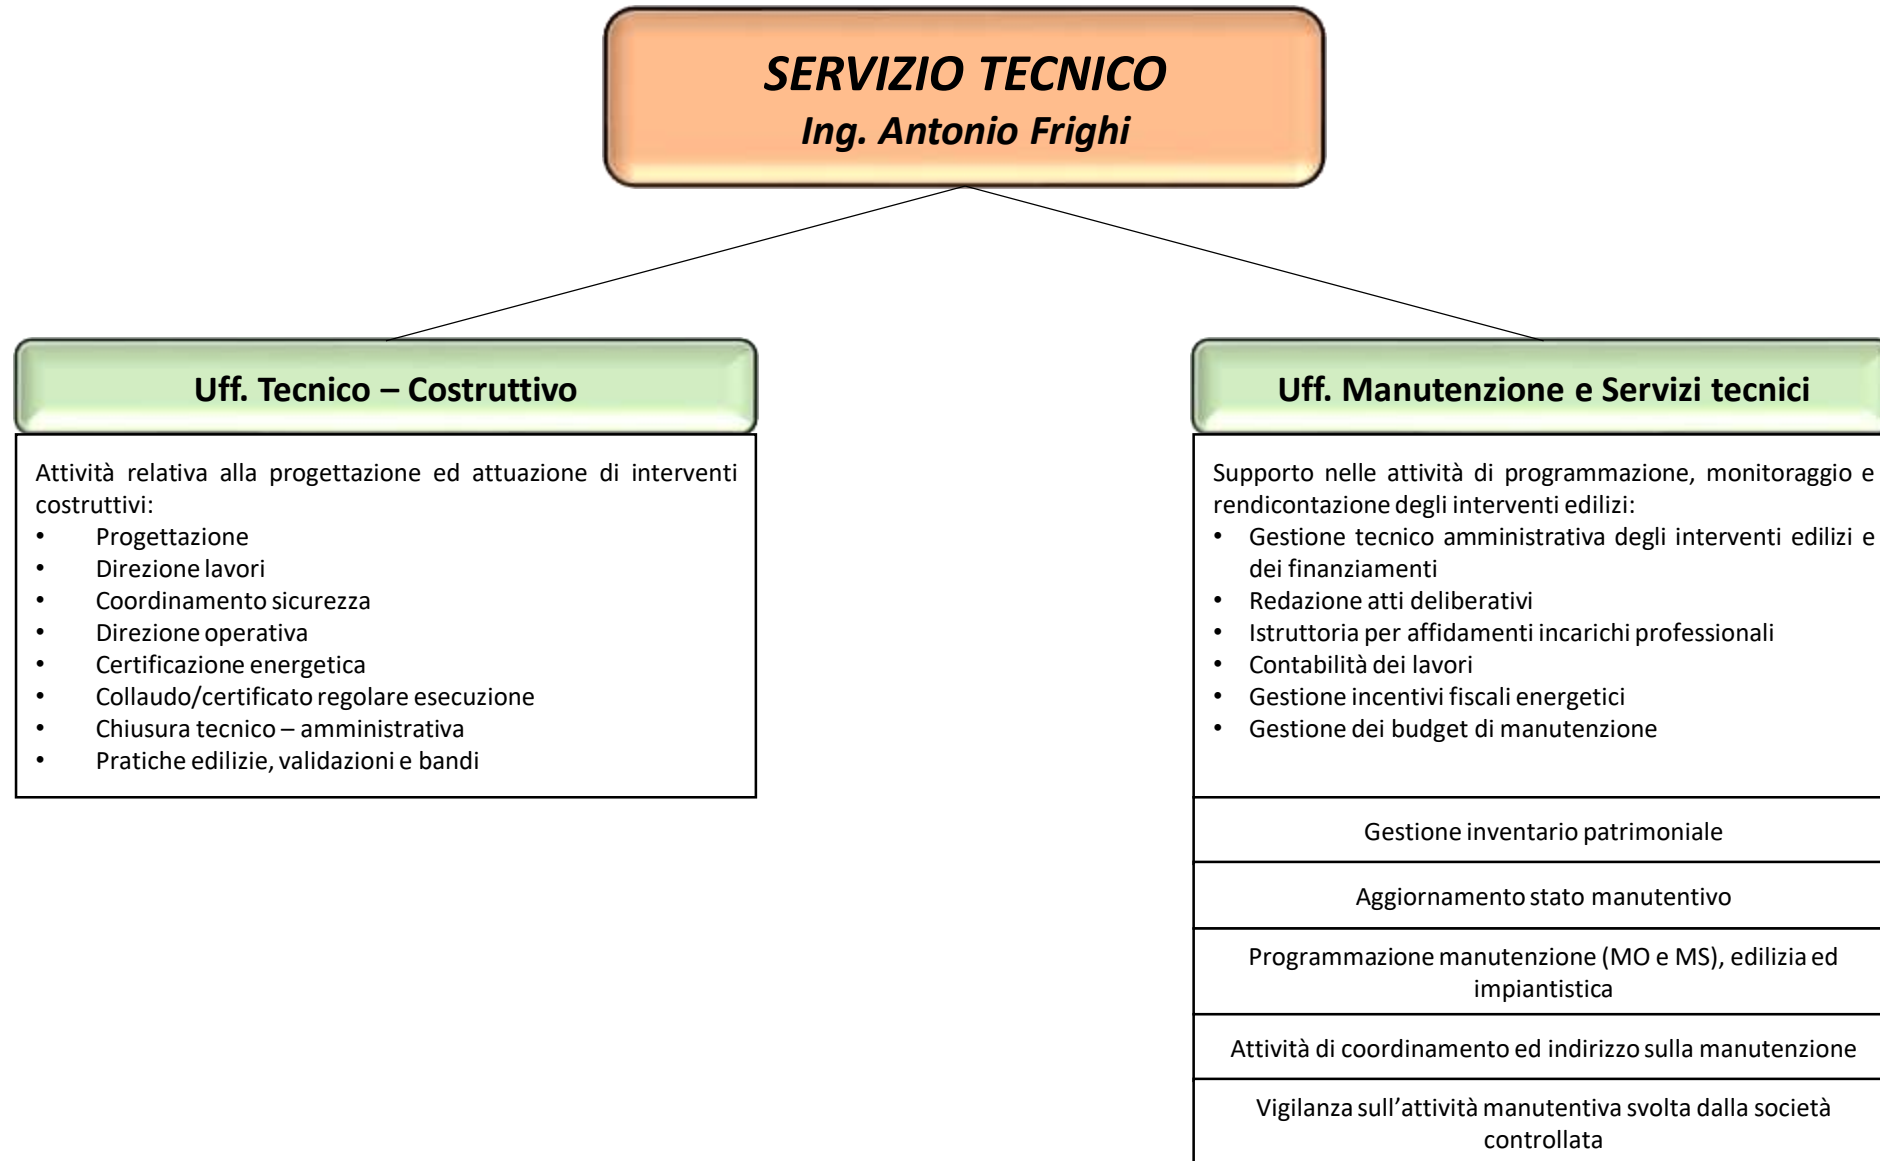 SERVIZIO TECNICO
Ing. Antonio Frighi
Uff. Tecnico – Costruttivo
Attività relativa alla progettazione ed attuazione di interventi
costruttivi:
• Progettazione
• Direzione lavori
• Coordinamento sicurezza
• Direzione operativa
• Certificazione energetica
• Collaudo/certificato regolare esecuzione
• Chiusura tecnico – amministrativa
• Pratiche edilizie, validazioni e bandi
Uff. Manutenzione e Servizi tecnici
Supporto nelle attività di programmazione, monitoraggio e
rendicontazione degli interventi edilizi:
• Gestione tecnico amministrativa degli interventi edilizi e
dei finanziamenti
• Redazione atti deliberativi
• Istruttoria per affidamenti incarichi professionali
• Contabilità dei lavori
• Gestione incentivi fiscali energetici
• Gestione dei budget di manutenzione
Gestione inventario patrimoniale
Aggiornamento stato manutentivo
Programmazione manutenzione (MO e MS), edilizia ed
impiantistica
Attività di coordinamento ed indirizzo sulla manutenzione
Vigilanza sull’attività manutentiva svolta dalla società
controllata